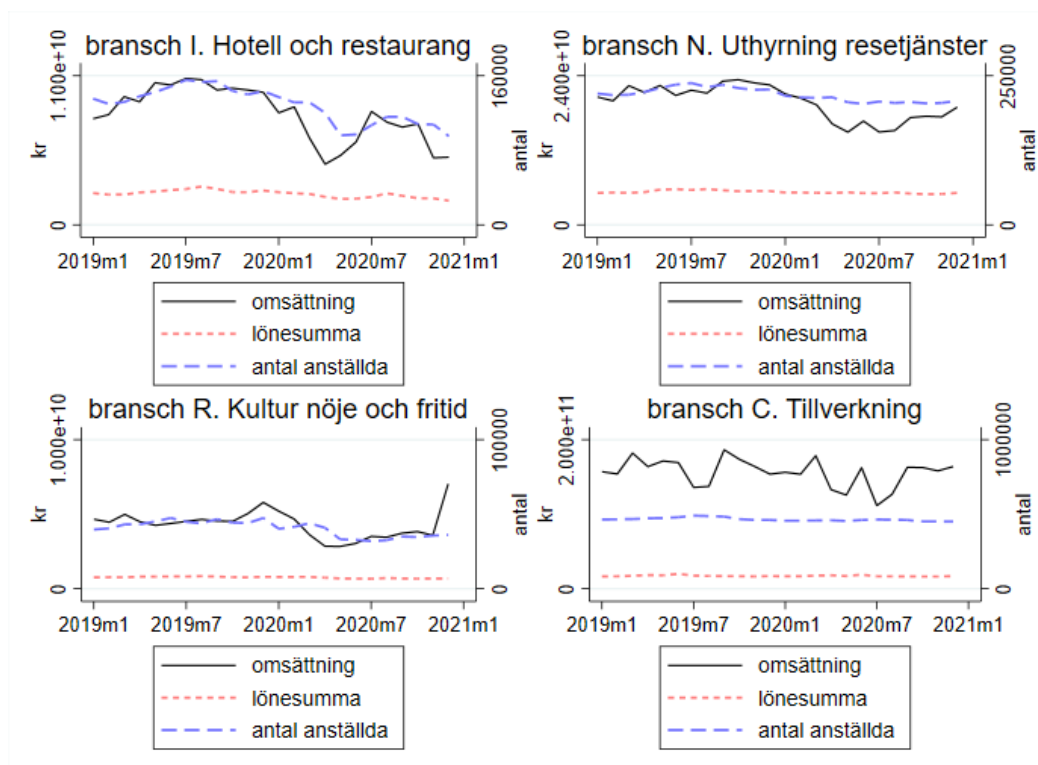 bransch I. Hotell och restaurang
1.100e+10
0
kr
160000
0
antal
2019m1 2019m7 2020m1 2020m7 2021m1
omsättning
lönesumma
antal anställda
bransch N. Uthyrning resetjänster
2.400e+10
0
kr
250000
0
antal
2019m1 2019m7 2020m1 2020m7 2021m1
omsättning
lönesumma
antal anställda
bransch R. Kultur nöje och fritid
1.000e+10
0
kr
100000
0
antal
2019m1 2019m7 2020m1 2020m7 2021m1
omsättning
lönesumma
antal anställda
bransch C. Tillverkning
2.000e+11
0
kr
1000000
0
antal
2019m1 2019m7 2020m1 2020m7 2021m1
omsättning
lönesumma
antal anställda